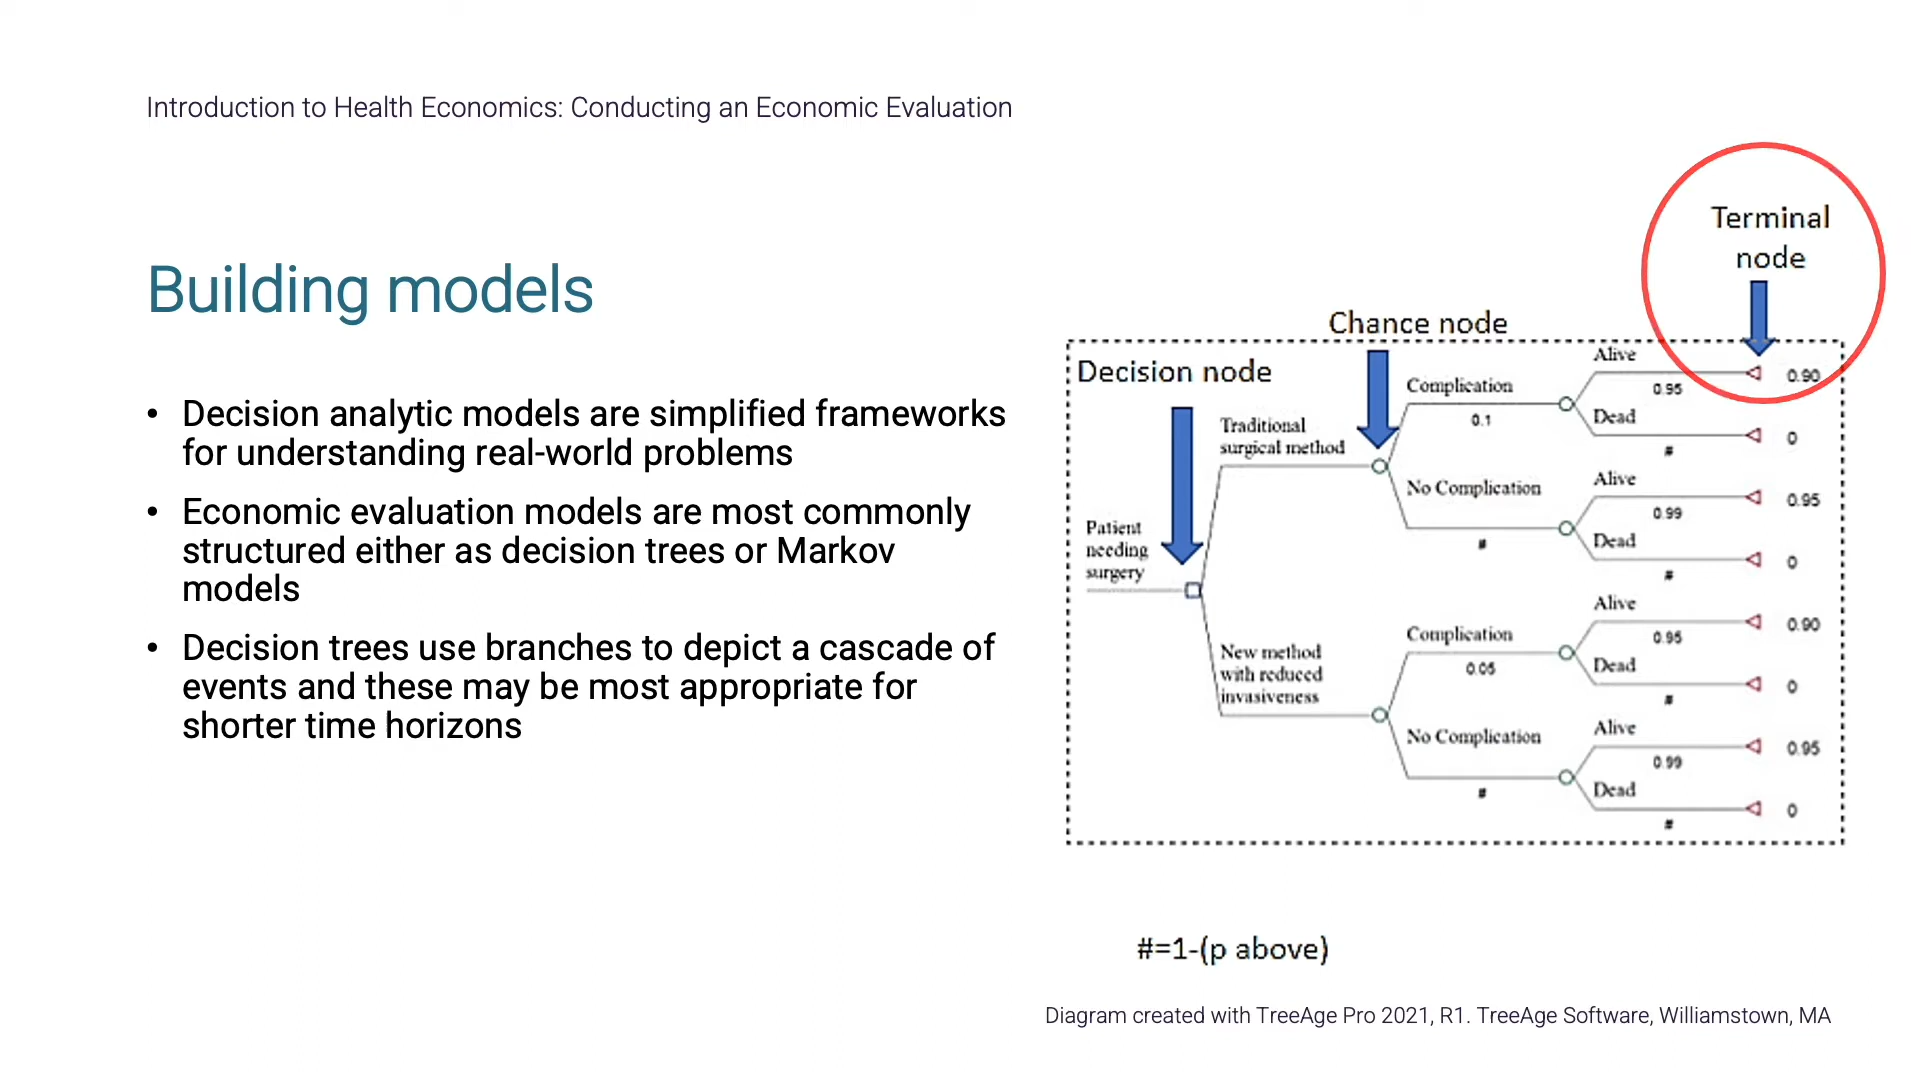 Introduction to Health Economics: Conducting an Economic Evaluation
Building models
• Decision analytic models are simplified frameworks
for understanding real-world problems
• Economic evaluation models are most commonly
structured either as decision trees or Markov
models
• Decision trees use branches to depict a cascade of
events and these may be most appropriate for
shorter time horizons
Terminal
node
Chance node
Decision node
Patient
needing
surgery
Traditional
surgical method
Complication
0.1
Alive
0.95
0.90
Dead
#
0
No Complication
#
Alive
0.99
0.95
Dead
#
0
New method
with reduced
invasiveness
Complication
0.05
Alive
0.95
0.90
Dead
#
0
No Complication
#
Alive
0.99
0.95
Dead
#
0
#=1-(p above)
Diagram created with TreeAge Pro 2021, R1. TreeAge Software, Williamstown, MA